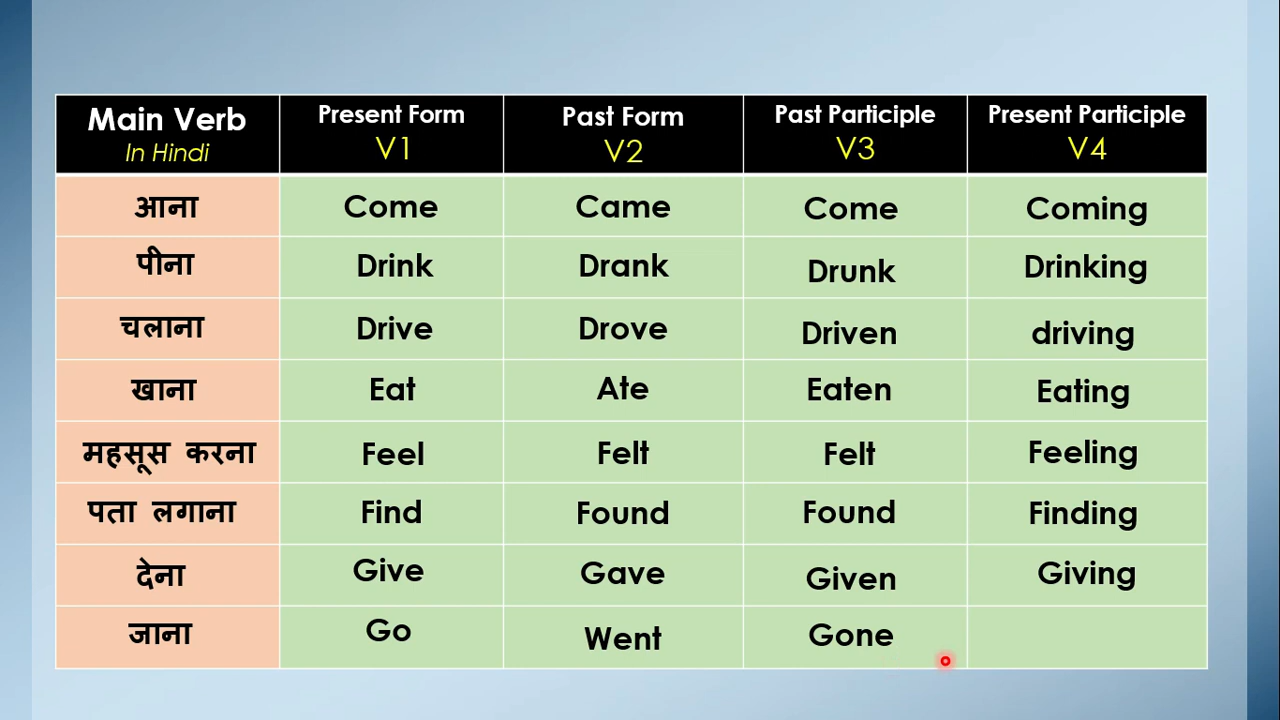 Main Verb
In Hindi
Present Form
V1
Past Form
V2
Past Participle
V3
Present Participle
V4
आना Come Came Come Coming
पीना Drink Drank Drunk Drinking
चलाना Drive Drove Driven driving
खाना Eat Ate Eaten Eating
महसूस करना Feel Felt Felt Feeling
पता लगाना Find Found Found Finding
देना Give Gave Given Giving
जाना Go Went Gone